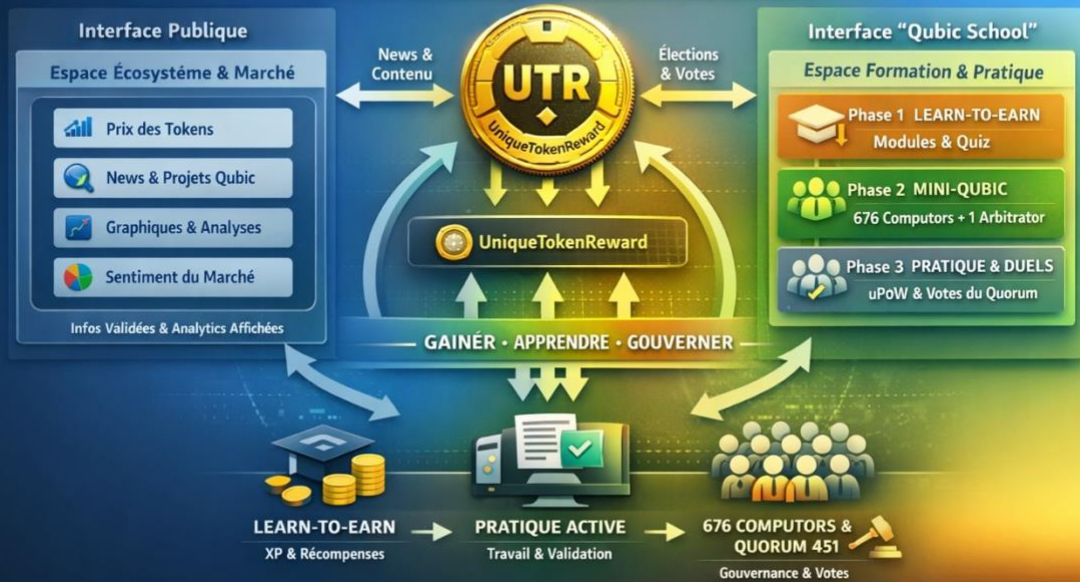 Interface Publique
Espace Écosystéme & Marché
Prix des Tokens
News & Projets Qubic
Graphiques & Analyses
Sentiment du Marché
Infos Validées & Analytics Affichées
News &
Contenu
UTR
UniqueTokenReward
Élections
& Votes
UniqueTokenReward
GAINÉR • APPRENDRE • GOUVERNER
Interface "Qubic School"
Espace Formation & Pratique
Phase 1 LEARN-TO-EARN
Modules & Quiz
Phase 2 MINI-QUBIC
676 Computors + 1 Arbitrator
Phase 3 PRATIQUE & DUELS
uPoW & Votes du Quorum
LEARN-TO-EARN
XP & Récompenses
PRATIQUE ACTIVE
Travail & Validation
676 COMPUTORS &
QUORUM 451
Gouvernance & Votes